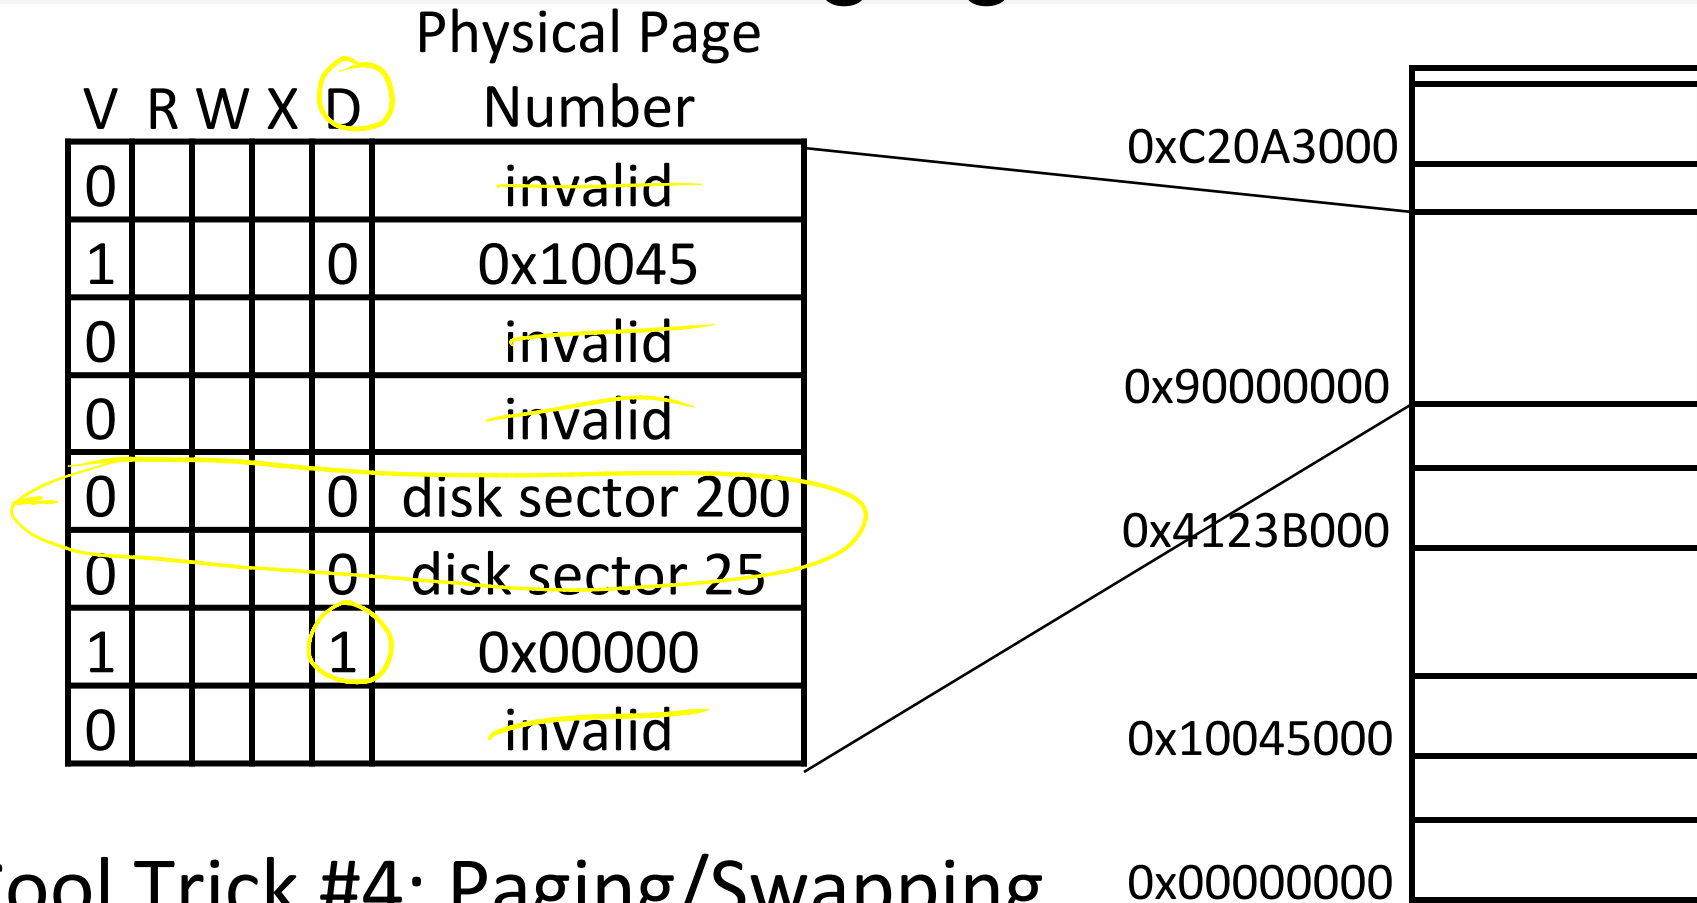 Physical Page
V R W X D Number
0 invalid
1 0 0x10045
0 invalid
0 invalid
0 0 disk sector 200
0 0 disk sector 25
1 1 0x00000
0 invalid
0xC20A3000
0x90000000
0x4123B000
0x10045000
0x00000000
Trick #4: Paging/Swapping